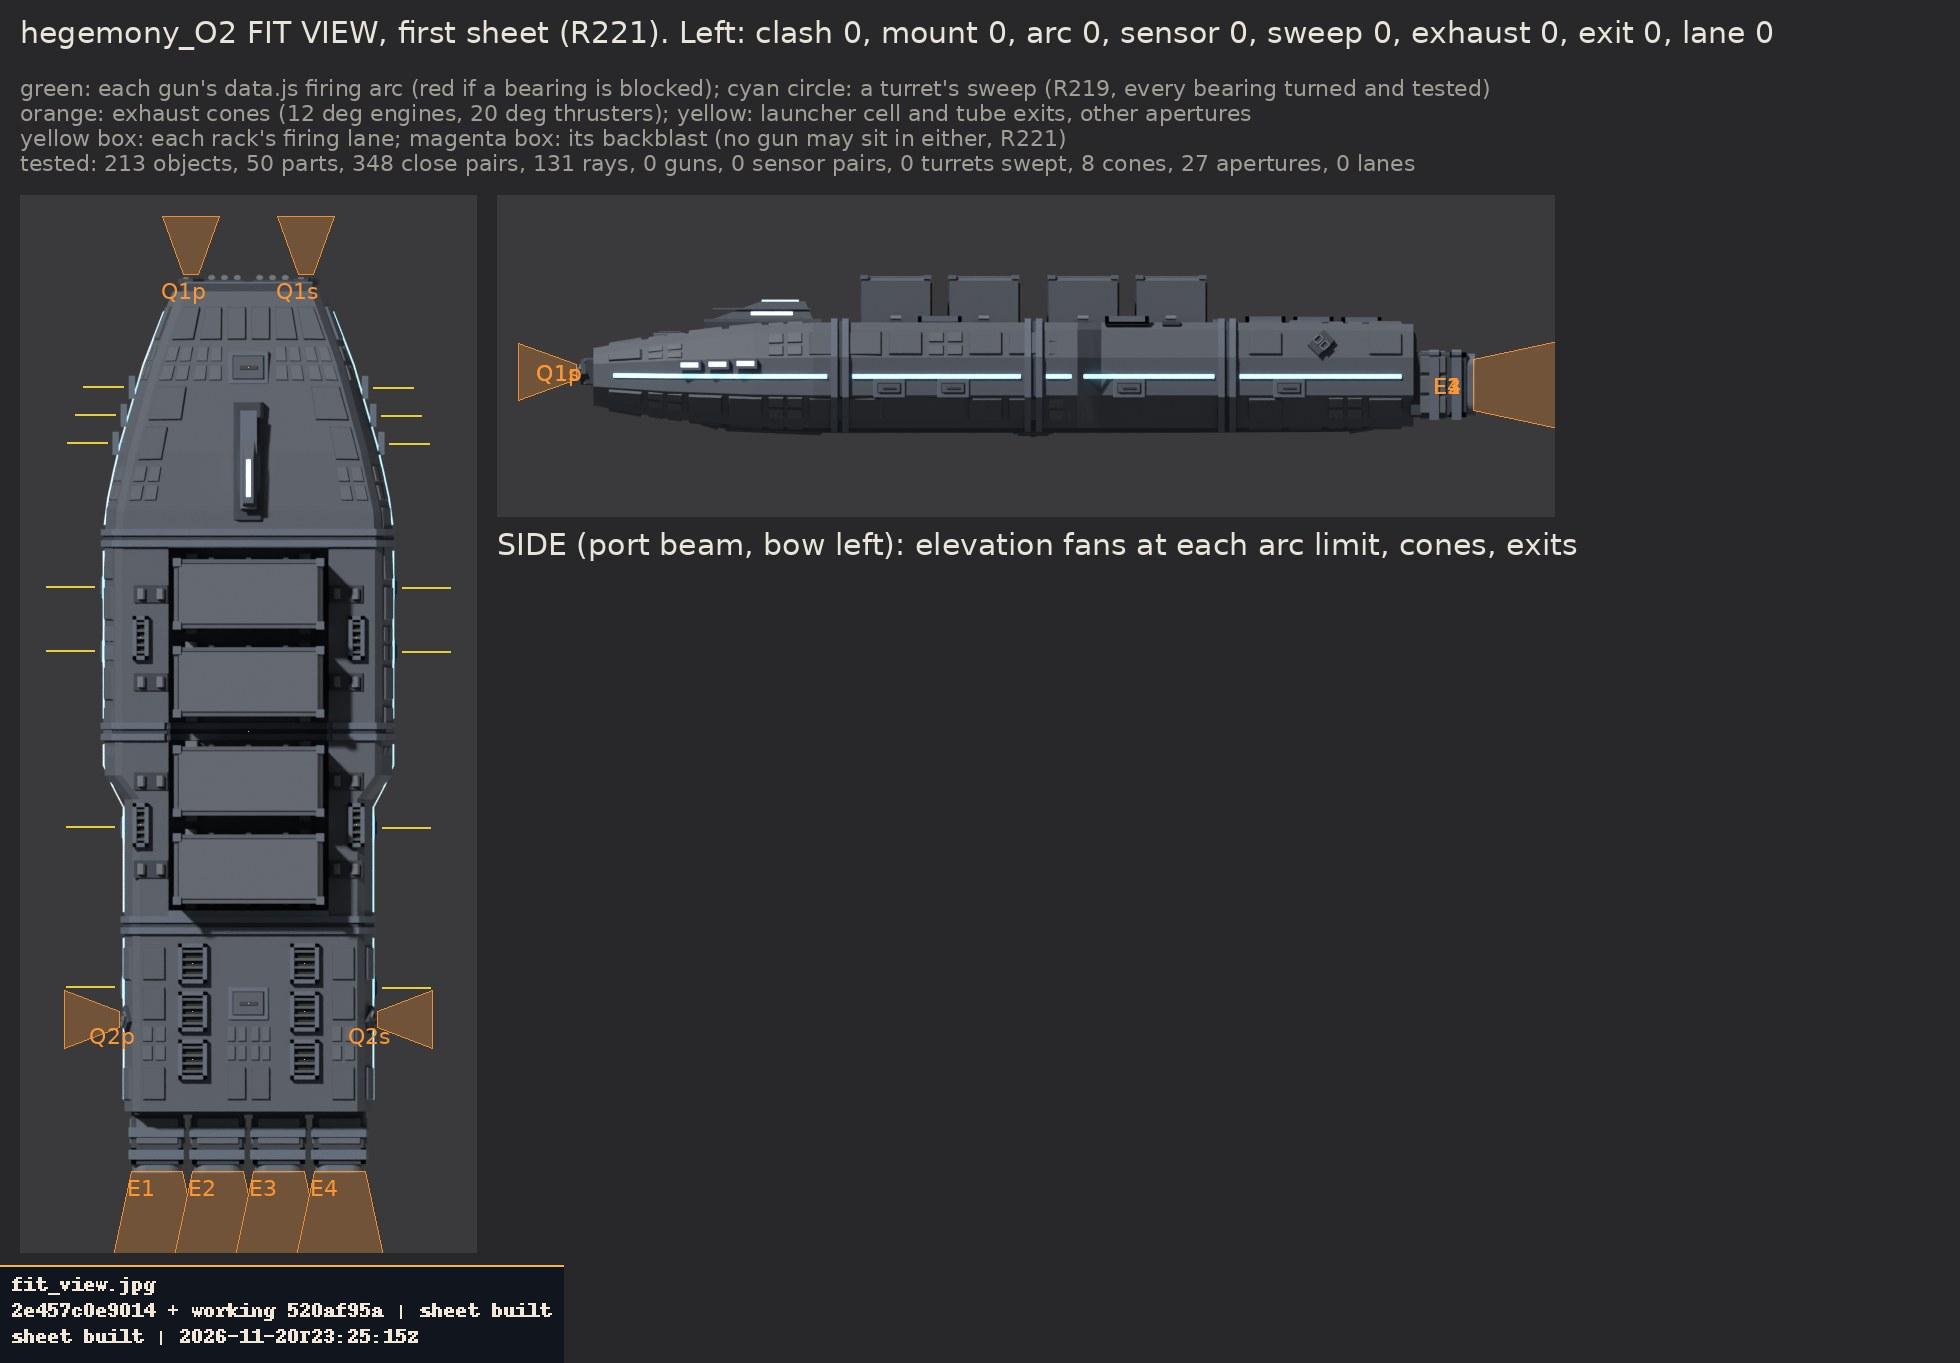 hegemony_O2 FIT VIEW, first sheet (R221). Left: clash 0, mount 0, arc 0, sensor 0, sweep 0, exhaust 0, exit 0, lane 0
green: each gun's data.js firing arc (red if a bearing is blocked); cyan circle: a turret's sweep (R219, every bearing turned and tested)
orange: exhaust cones (12 deg engines, 20 deg thrusters); yellow: launcher cell and tube exits, other apertures
yellow box: each rack's firing lane; magenta box: its backblast (no gun may sit in either, R221)
tested: 213 objects, 50 parts, 348 close pairs, 131 rays, 0 guns, 0 sensor pairs, 0 turrets swept, 8 cones, 27 apertures, 0 lanes
Q1p Q1s
SIDE (port beam, bow left): elevation fans at each arc limit, cones, exits
Q2p Q2s
E1 E2 E3 E4
fit_view.jpg
2e457c0e9014 + working 520af95a | sheet built
sheet built | 2026-11-20T23:25:15Z